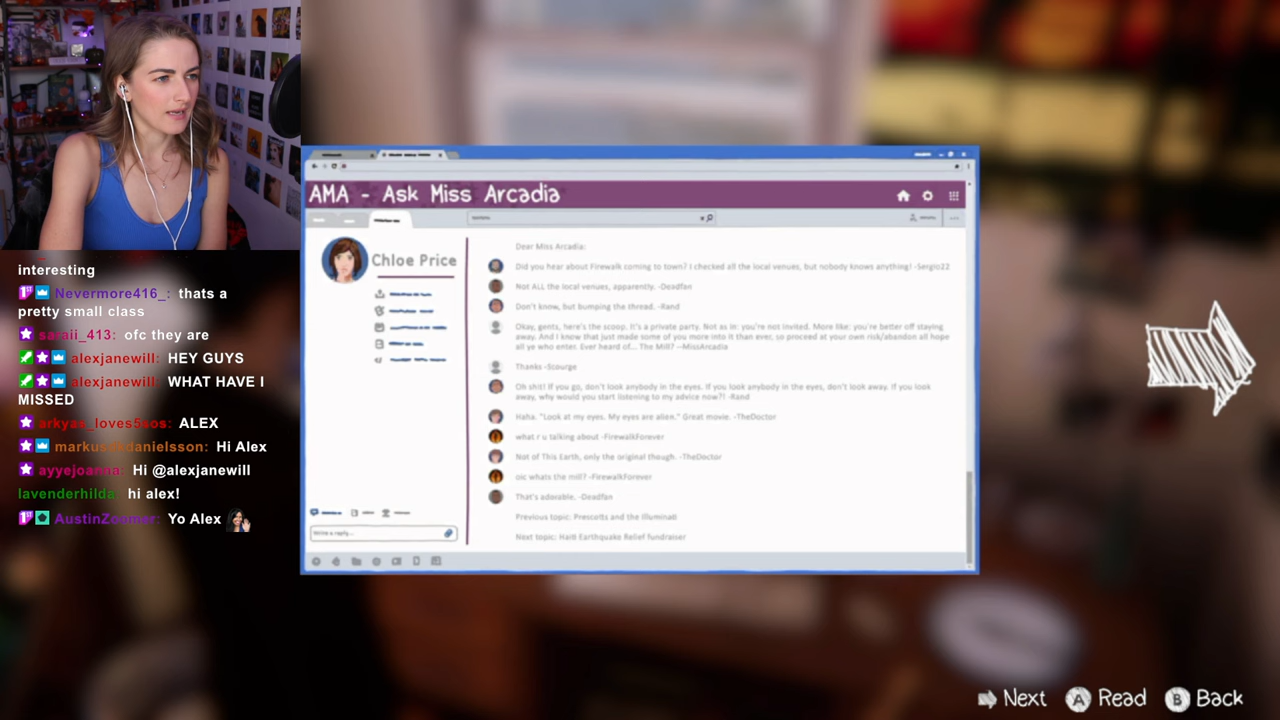 interesting
Nevermore416_: thats a
pretty small class
saraii_413: ofc they are
alexjanewill: HEY GUYS
alexjanewill: WHAT HAVE I
MISSED
arkyas_loves5sos: ALEX
markusokdanielsson: Hi Alex
ayyejoanna: Hi @alexjanewill
lavenderhilda: hi alex!
AustinZoomer: Yo Alex
AMA - Ask Miss Arcadia
Chloe Price
Write a reply...
Dear Miss Arcadia:
Did you hear about Firewalk coming to town? I checked all the local venues, but nobody knows anything! -Sergio22
Not ALL the local venues, apparently. -Deadfan
Don't know, but bumping the thread. -Rand
Okay, gents, here's the scoop. It's a private party. Not as in: you're not invited. More like: you're better off staying
away. And I know that just made some of you more into it than ever, so proceed at your own risk/abandon all hope
all ye who enter. Ever heard of... The Mill? --MissArcadia
Thanks -Scourge
Oh shit! If you go, don't look anybody in the eyes. If you look anybody in the eyes, don't look away. If you look
away, why would you start listening to my advice now?! -Rand
Haha. "Look at my eyes. My eyes are alien." Great movie. -TheDoctor
what r u talking about -FirewalkForever
Not of This Earth, only the original though. -TheDoctor
oic whats the mill? -FirewalkForever
That's adorable. -Deadfan
Previous topic: Prescotts and the Illuminati
Next topic: Haiti Earthquake Relief fundraiser
Next
A Read
B Back